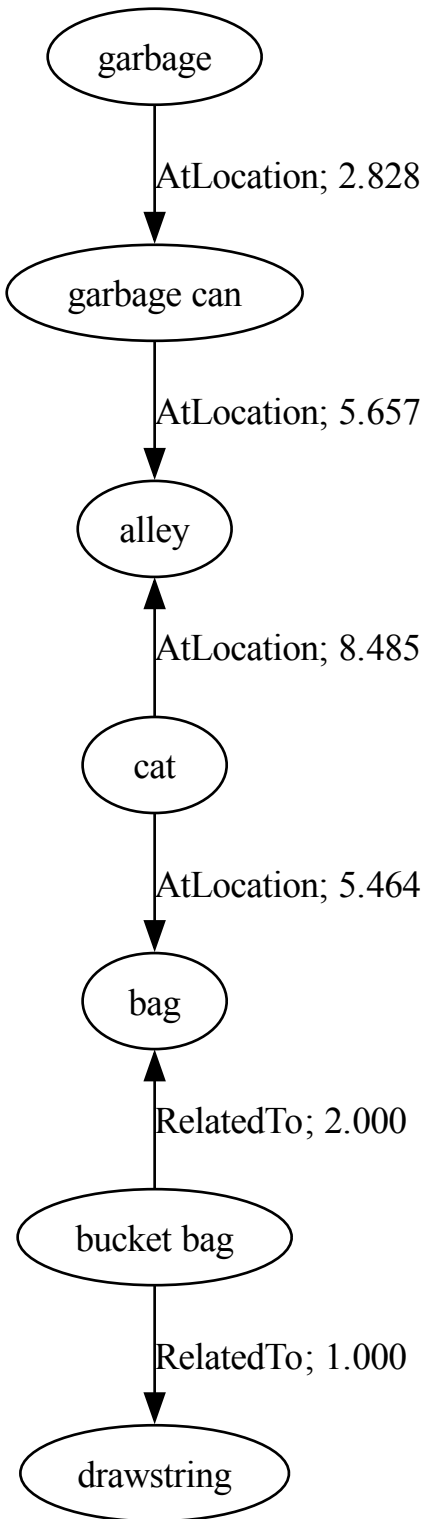 garbage
AtLocation; 2.828
garbage can
AtLocation; 5.657
alley
AtLocation; 8.485
cat
AtLocation; 5.464
bag
RelatedTo; 2.000
bucket bag
RelatedTo; 1.000
drawstring